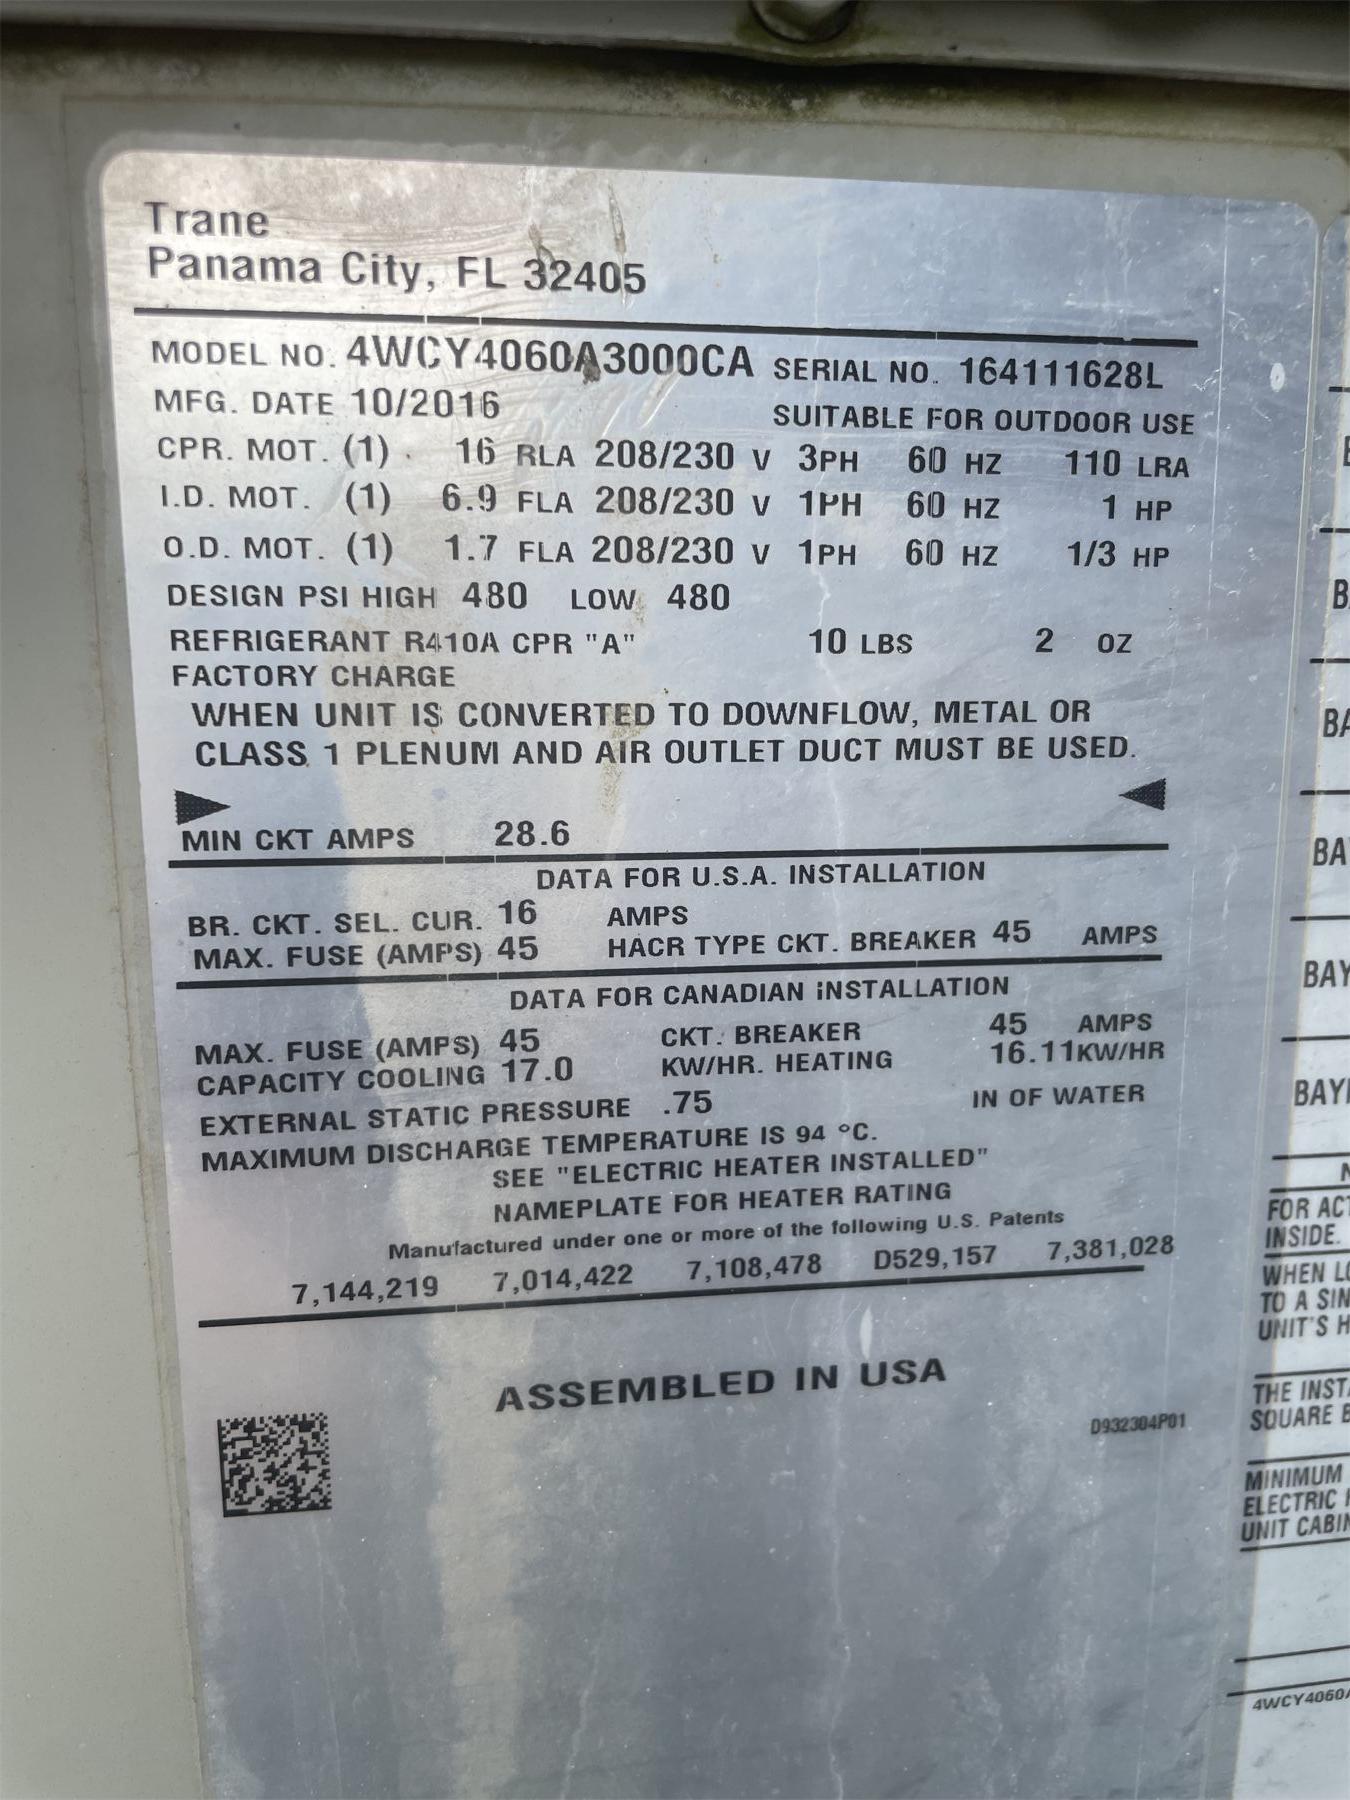 Trane
Panama City, FL 32405
MODEL NO. 4WCY4060A3000CA SERIAL NO. 164111628L
MFG. DATE 10/2016 SUITABLE FOR OUTDOOR USE
CPR. MOT. (1) 16 RLA 208/230 V 3PH 60 HZ 110 LRA
I.D. MOT. (1) 6.9 FLA 208/230 V 1PH 60 HZ 1 HP
O.D. MOT. (1) 1.7 FLA 208/230 V 1PH 60 HZ 1/3 HP
DESIGN PSI HIGH 480 LOW 480
REFRIGERANT R410A CPR "A" 10 LBS 2 OZ
FACTORY CHARGE
WHEN UNIT IS CONVERTED TO DOWNFLOW, METAL OR
CLASS 1 PLENUM AND AIR OUTLET DUCT MUST BE USED.
MIN CKT AMPS 28.6
DATA FOR U.S.A. INSTALLATION
BR. CKT. SEL. CUR. 16 AMPS
MAX. FUSE (AMPS) 45 HACR TYPE CKT. BREAKER 45 AMPS
DATA FOR CANADIAN INSTALLATION
MAX. FUSE (AMPS) 45 CKT. BREAKER 45 AMPS
CAPACITY COOLING 17.0 KW/HR. HEATING 16.11KW/HR
EXTERNAL STATIC PRESSURE .75 IN OF WATER
MAXIMUM DISCHARGE TEMPERATURE IS 94 °C.
SEE "ELECTRIC HEATER INSTALLED"
NAMEPLATE FOR HEATER RATING
Manufactured under one or more of the following U.S. Patents
7,144,219 7,014,422 7,108,478 D529,157 7,381,028
ASSEMBLED IN USA
D932304P01
BA
BAY
BAY
FOR ACT
INSIDE.
WHEN LO
TO A SIN
UNIT'S H
THE INST
SQUARE B
MINIMUM
ELECTRIC
UNIT CABIN
4WCY4060A